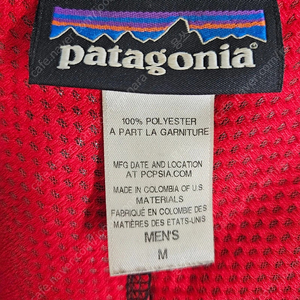 patagonia
100% POLYESTER
A PART LA GARNITURE
MFG DATE AND LOCATION
AT PCPSIA.COM
MADE IN COLOMBIA OF U.S.
MATERIALS
FABRIQUÉ EN COLOMBIE DES
MATIÈRES DES ÉTATS-UNIS
MEN'S
M